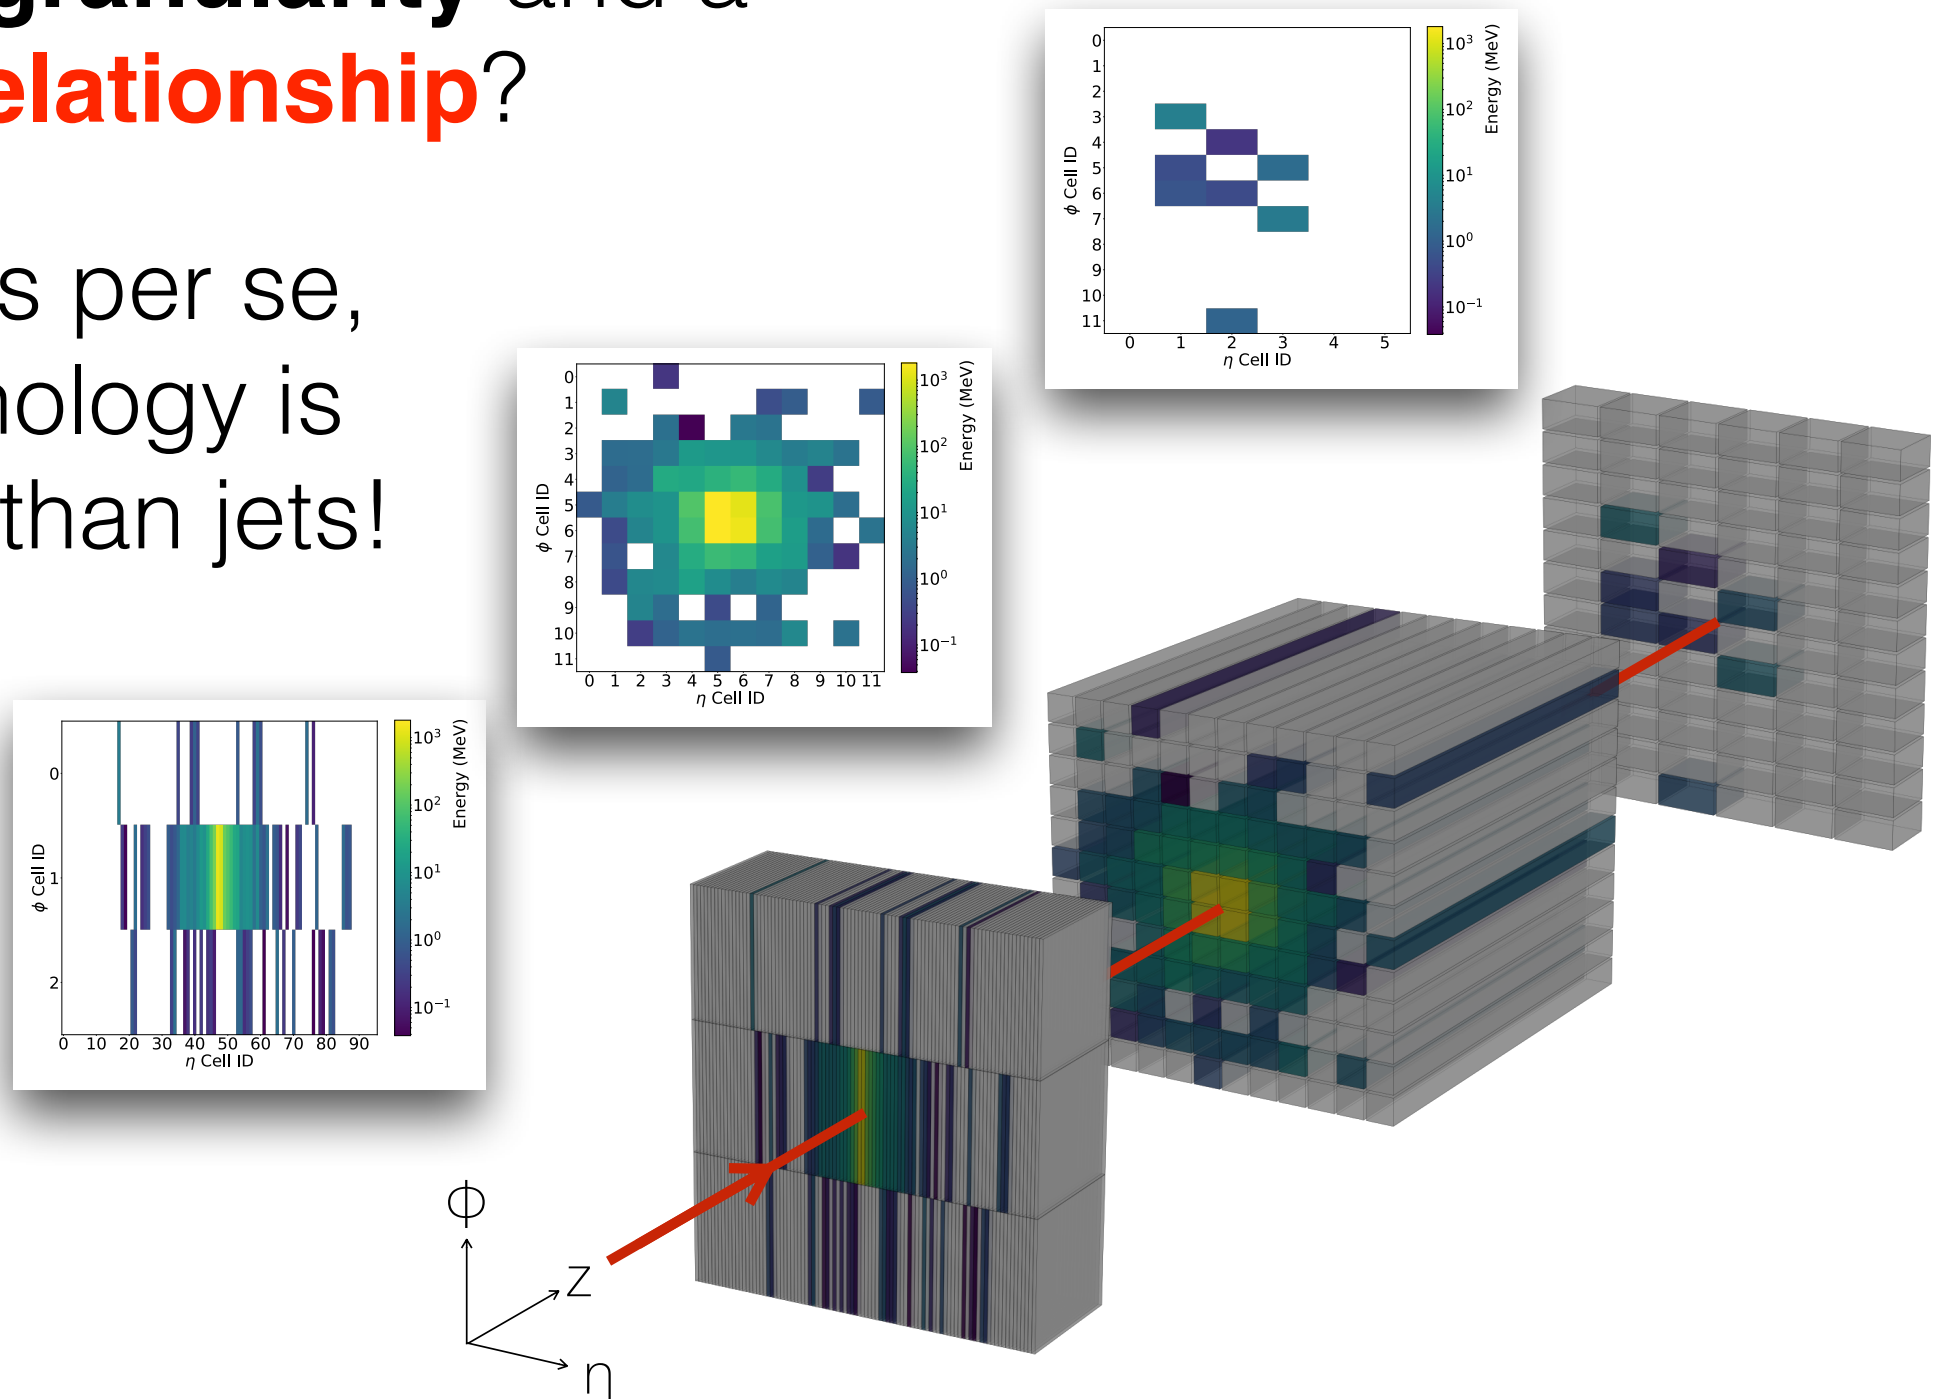 granularity and a
elationship?
s per se,
nology is
than jets!
0
1
2
3
4
5
6
7
8
9
10
11
ϕ Cell ID
0 1 2 3 4 5
η Cell ID
10³
10²
10¹
10⁰
10⁻¹
Energy (MeV)
0
1
2
3
4
5
6
7
8
9
10
11
ϕ Cell ID
0 1 2 3 4 5 6 7 8 9 10 11
η Cell ID
10³
10²
10¹
10⁰
10⁻¹
Energy (MeV)
0
1
2
ϕ Cell ID
0 10 20 30 40 50 60 70 80 90
η Cell ID
10³
10²
10¹
10⁰
10⁻¹
Energy (MeV)
ϕ
z
η